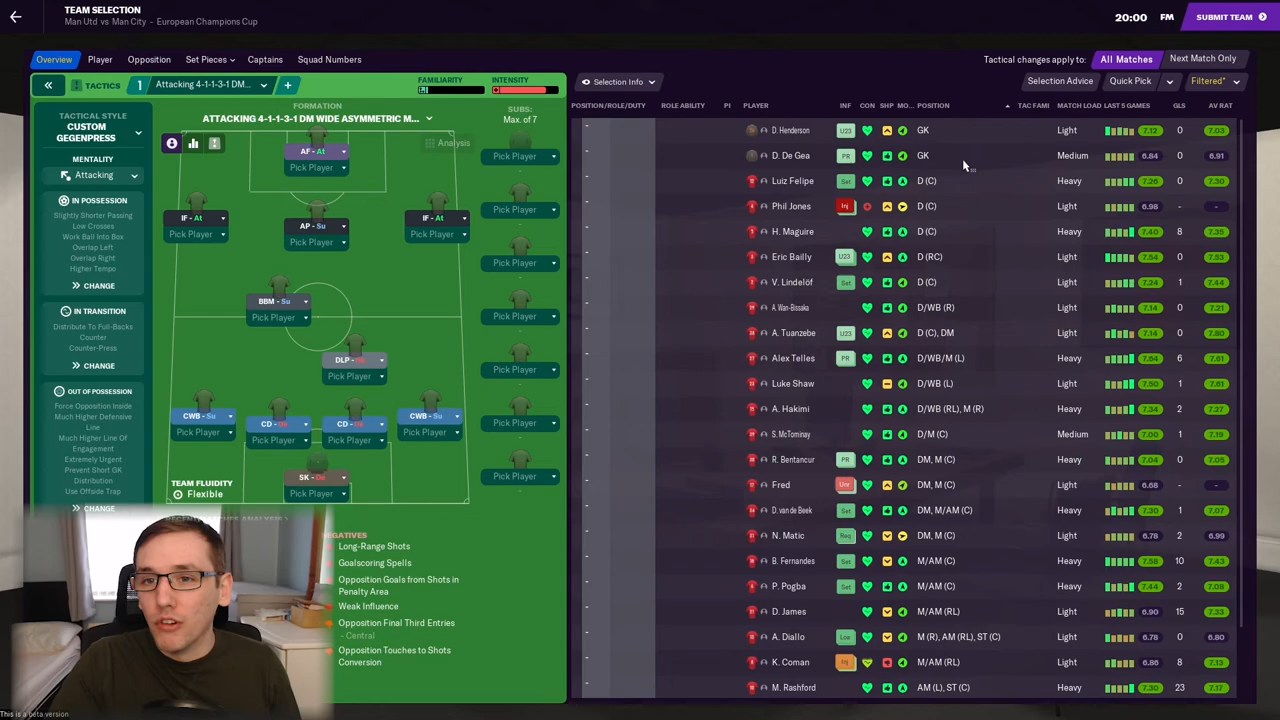 TEAM SELECTION
Man Utd vs Man City - European Champions Cup
20:00 FM SUBMIT TEAM
Overview Player Opposition Set Pieces Captains Squad Numbers
Tactical changes apply to: All Matches Next Match Only
TACTICS 1 Attacking 4-1-1-3-1 DM... +
FAMILIARITY INTENSITY
Selection Info Selection Advice Quick Pick Filtered*
TACTICAL STYLE
CUSTOM
GEGENPRESS
MENTALITY
Attacking
IN POSSESSION
Slightly Shorter Passing
Low Crosses
Work Ball Into Box
Overlap Left
Overlap Right
Higher Tempo
CHANGE
IN TRANSITION
Distribute To Full-Backs
Counter
Counter-Press
CHANGE
OUT OF POSSESSION
Force Opposition Inside
Much Higher Defensive
Line
Much Higher Line Of
Engagement
Extremely Urgent
Prevent Short GK
Distribution
Use Offside Trap
CHANGE
FORMATION
ATTACKING 4-1-1-3-1 DM WIDE ASYMMETRIC M...
Analysis
AF - At
Pick Player
IF - At
Pick Player
AP - Su
Pick Player
IF - At
Pick Player
BBM - Su
Pick Player
DLP - De
Pick Player
CWB - Su
Pick Player
CD - De
Pick Player
CD - De
Pick Player
CWB - Su
Pick Player
SK - De
Pick Player
TEAM FLUIDITY
Flexible
SUBS:
Max. of 7
Pick Player
Pick Player
Pick Player
Pick Player
Pick Player
Pick Player
Pick Player
Long-Range Shots
Goalscoring Spells
Opposition Goals from Shots in
Penalty Area
Weak Influence
Opposition Final Third Entries
- Central
Opposition Touches to Shots
Conversion
POSITION/ROLE/DUTY ROLE ABILITY PI PLAYER INF CON SHP MO... POSITION TAC FAMI MATCH LOAD LAST 5 GAMES GLS AV RAT
- D. Henderson U23 GK Light 7.12 0 7.03
- D. De Gea PR GK Medium 6.84 0 6.91
- Luiz Felipe Set D (C) Heavy 7.26 0 7.30
- Phil Jones Inj D (C) Light 6.98 - -
- H. Maguire D (C) Heavy 7.40 8 7.35
- Eric Bailly U23 D (RC) Light 7.54 0 7.53
- V. Lindelöf Set D (C) Heavy 7.24 1 7.44
- A. Wan-Bissaka D/WB (R) Light 7.14 0 7.21
- A. Tuanzebe U23 D (C), DM Light 7.14 0 7.80
- Alex Telles PR D/WB/M (L) Heavy 7.84 6 7.61
- Luke Shaw D/WB (L) Light 7.50 1 7.61
- A. Hakimi D/WB (RL), M (R) Heavy 7.34 2 7.27
- S. McTominay D/M (C) Medium 7.00 1 7.19
- R. Bentancur PR DM, M (C) Heavy 7.04 0 7.05
- Fred Unr DM, M (C) Light 6.68 - -
- D. van de Beek Set DM, M/AM (C) Heavy 7.30 1 7.07
- N. Matic Req DM, M (C) Light 6.78 2 6.99
- B. Fernandes Set M/AM (C) Heavy 7.58 10 7.43
- P. Pogba Set M/AM (C) Heavy 7.44 2 7.08
- D. James M/AM (RL) Light 6.90 15 7.33
- A. Diallo Loa M (R), AM (RL), ST (C) Light 6.78 0 6.80
- K. Coman Inj M/AM (RL) Light 6.86 8 7.13
- M. Rashford AM (L), ST (C) Heavy 7.30 23 7.17
This is a beta version